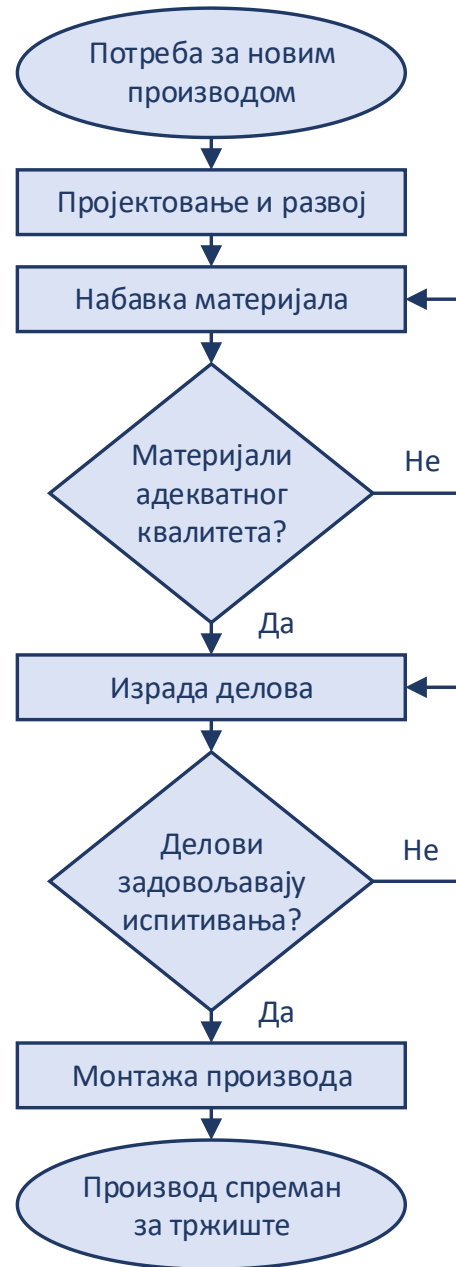 Потреба за новим
производом
Пројектовање и развој
Набавка материјала
Материјали
адекватног
квалитета?
Не
Да
Израда делова
Делови
задовољавају
испитивања?
Не
Да
Монтажа производа
Производ спреман
за тржиште